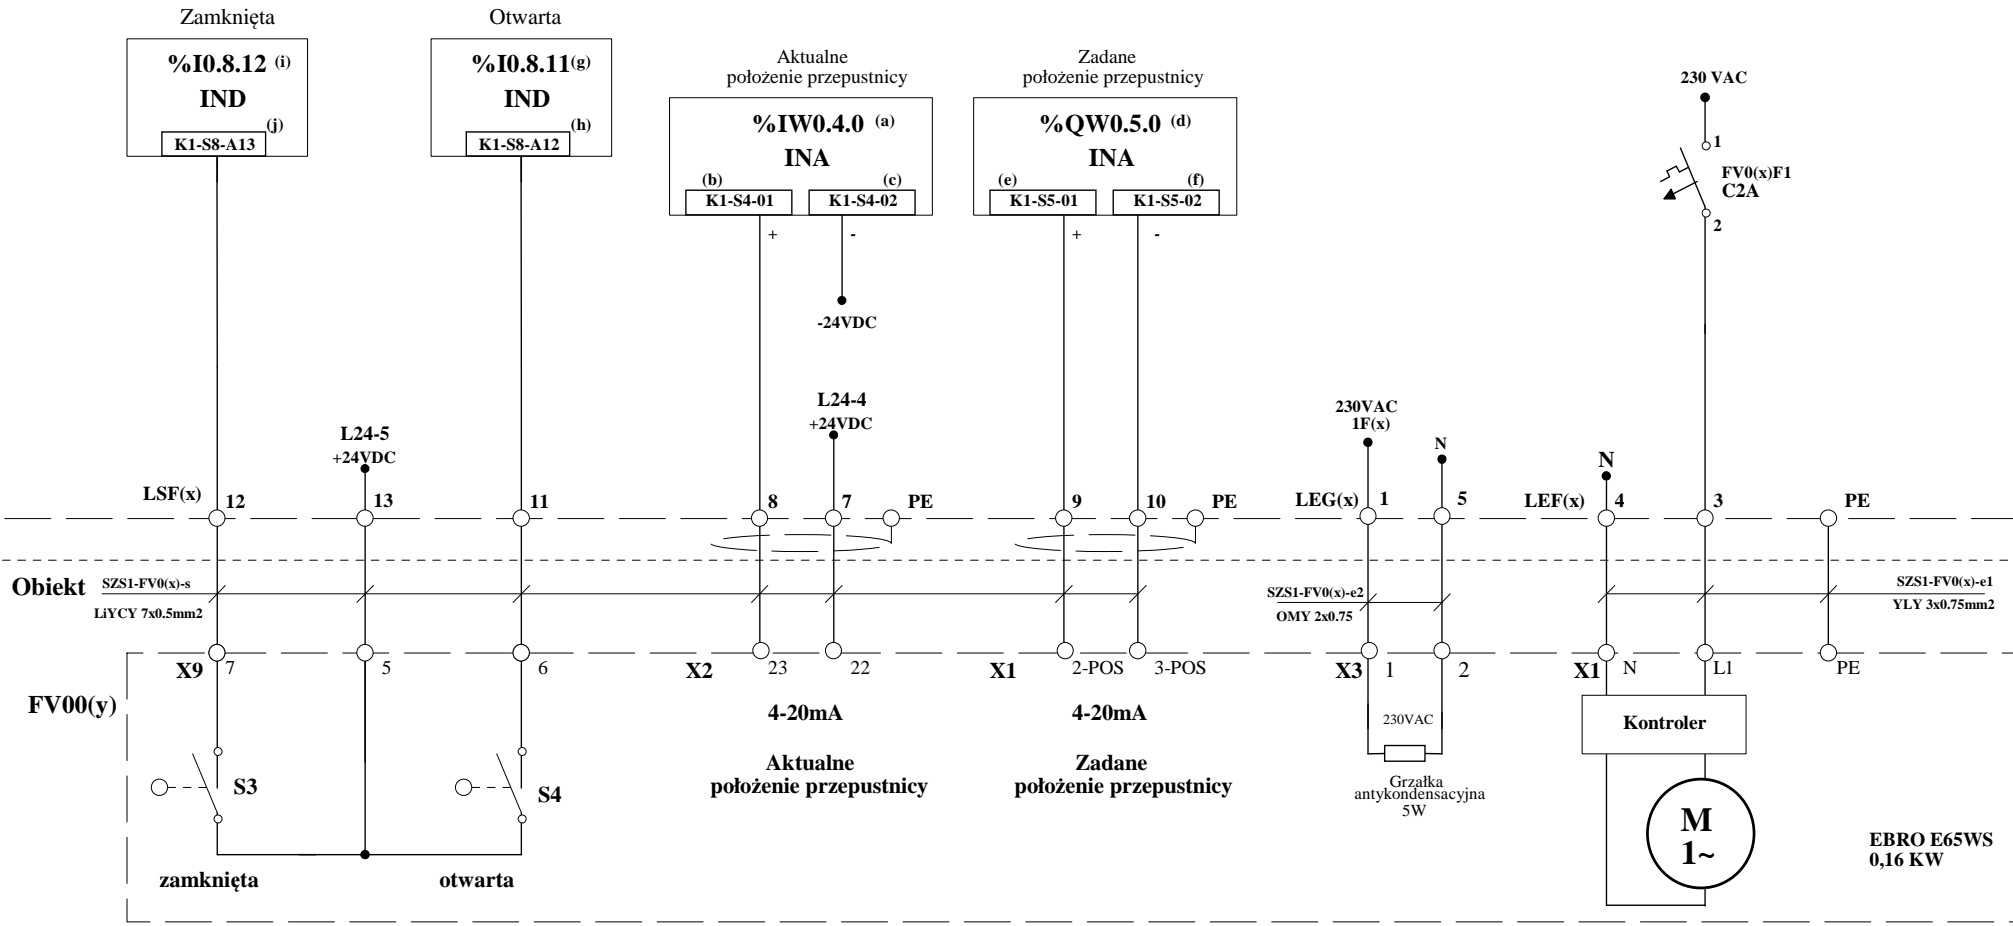 Zamknięta
%I0.8.12 (i)
IND
(j)
K1-S8-A13
Otwarta
%I0.8.11 (g)
IND
(h)
K1-S8-A12
Aktualne
położenie przepustnicy
%IW0.4.0 (a)
INA
(b) (c)
K1-S4-01 K1-S4-02
+ -
-24VDC
Zadane
położenie przepustnicy
%QW0.5.0 (d)
INA
(e) (f)
K1-S5-01 K1-S5-02
+ -
230 VAC
1
FV0(x)F1
C2A
2
L24-5
+24VDC
L24-4
+24VDC
230VAC
1F(x)
N
N
LSF(x) 12 13 11 8 7 PE 9 10 PE LEG(x) 1 5 LEF(x) 4 3 PE
Obiekt
SZS1-FV0(x)-s
LiYCY 7x0.5mm2
SZS1-FV0(x)-e2
OMY 2x0.75
SZS1-FV0(x)-e1
YLY 3x0.75mm2
X9 7 5 6 X2 23 22 X1 2-POS 3-POS X3 1 2 X1 N L1 PE
FV00(y)
S3
S4
zamknięta
otwarta
4-20mA
Aktualne
położenie przepustnicy
4-20mA
Zadane
położenie przepustnicy
230VAC
Grzałka
antykondensacyjna
5W
Kontroler
M
1~
EBRO E65WS
0,16 KW